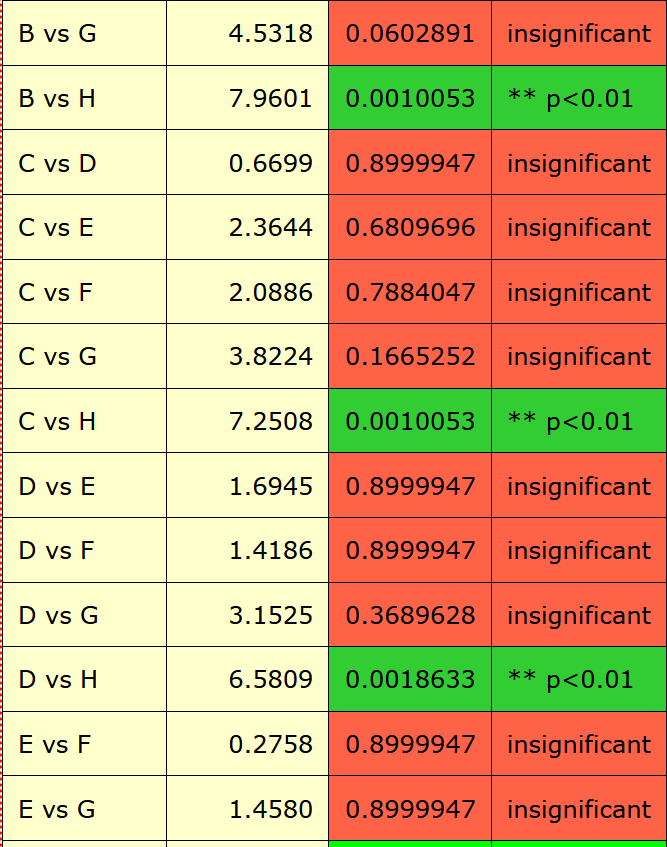 B vs G 4.5318 0.0602891 insignificant
B vs H 7.9601 0.0010053 ** p<0.01
C vs D 0.6699 0.8999947 insignificant
C vs E 2.3644 0.6809696 insignificant
C vs F 2.0886 0.7884047 insignificant
C vs G 3.8224 0.1665252 insignificant
C vs H 7.2508 0.0010053 ** p<0.01
D vs E 1.6945 0.8999947 insignificant
D vs F 1.4186 0.8999947 insignificant
D vs G 3.1525 0.3689628 insignificant
D vs H 6.5809 0.0018633 ** p<0.01
E vs F 0.2758 0.8999947 insignificant
E vs G 1.4580 0.8999947 insignificant